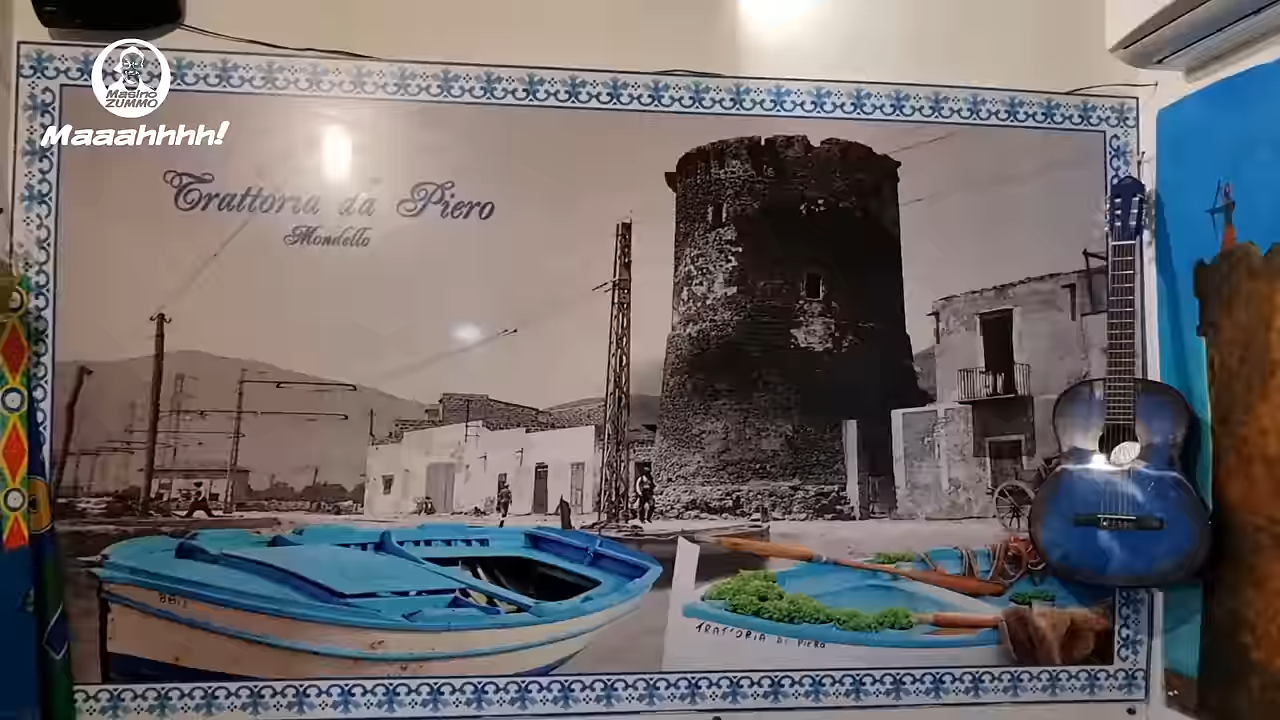 Masino
ZUMMO
Maaahhhh!
Trattoria da Piero
Mondello
TRATTORIA DI PIERO